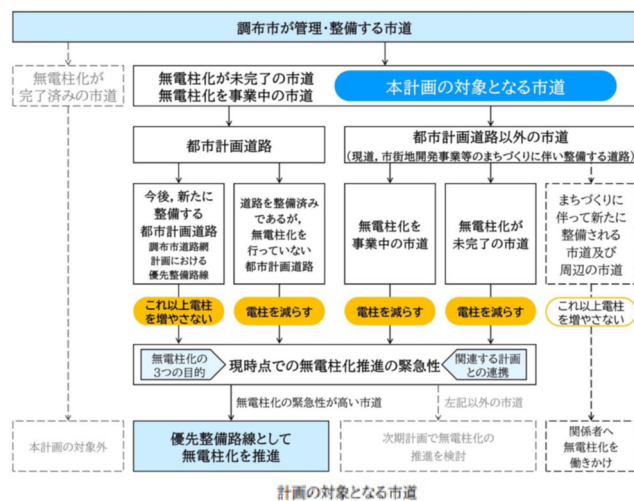 調布市が管理・整備する市道
無電柱化が
完了済みの市道
無電柱化が未完了の市道
無電柱化を事業中の市道
本計画の対象となる市道
都市計画道路
都市計画道路以外の市道
(現道,市街地開発事業等のまちづくりに伴い整備する道路)
今後,新たに
整備する
都市計画道路
調布市道路網
計画における
優先整備路線
道路を整備済み
であるが,
無電柱化を
行っていない
都市計画道路
無電柱化を
事業中の市道
無電柱化が
未完了の市道
まちづくりに
伴って新たに
整備される
市道及び
周辺の市道
これ以上電柱
を増やさない
電柱を減らす
電柱を減らす
電柱を減らす
これ以上電柱
を増やさない
無電柱化の
3つの目的
現時点での無電柱化推進の緊急性
関連する計画
との連携
無電柱化の緊急性が高い市道
左記以外の市道
本計画の対象外
優先整備路線として
無電柱化を推進
次期計画で無電柱化の
推進を検討
関係者へ
無電柱化を
働きかけ
計画の対象となる市道